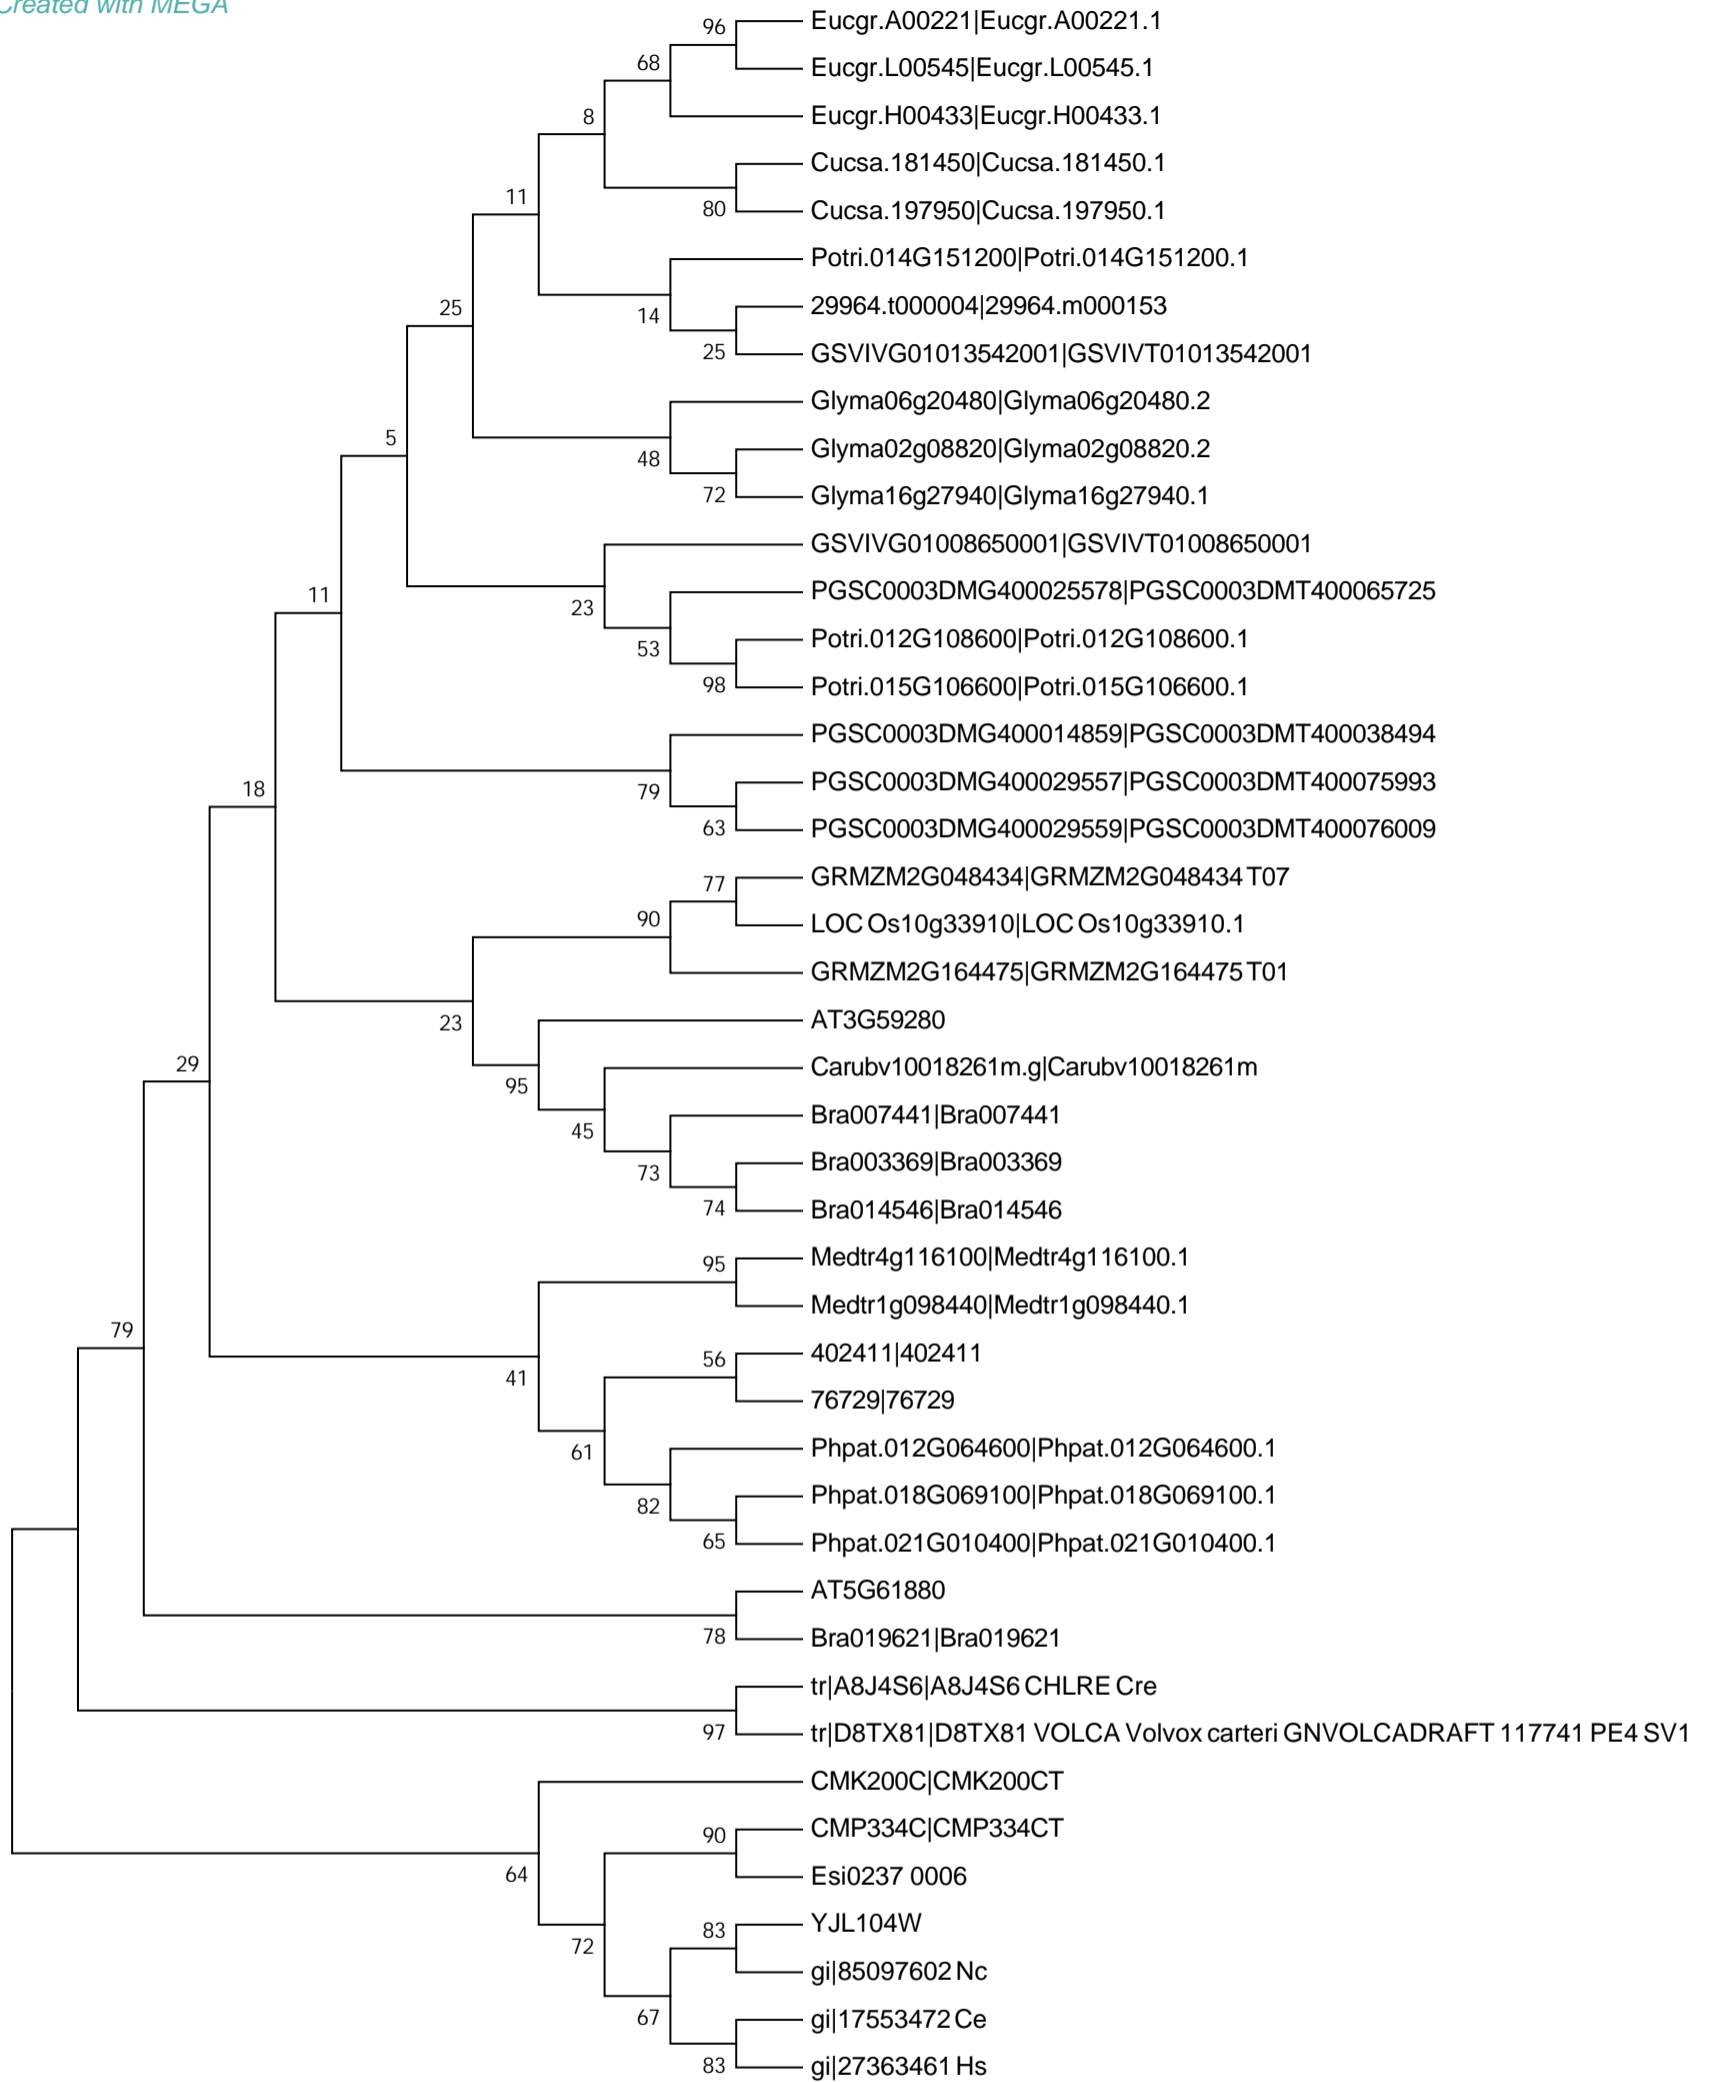 Created with MEGA
96
Eucgr.A00221|Eucgr.A00221.1
68
Eucgr.L00545|Eucgr.L00545.1
8
Eucgr.H00433|Eucgr.H00433.1
Cucsa.181450|Cucsa.181450.1
11
80
Cucsa.197950|Cucsa.197950.1
Potri.014G151200|Potri.014G151200.1
25
14
29964.t000004|29964.m000153
25
GSVIVG01013542001|GSVIVT01013542001
Glyma06g20480|Glyma06g20480.2
5
48
Glyma02g08820|Glyma02g08820.2
72
Glyma16g27940|Glyma16g27940.1
GSVIVG01008650001|GSVIVT01008650001
11
23
PGSC0003DMG400025578|PGSC0003DMT400065725
53
Potri.012G108600|Potri.012G108600.1
98
Potri.015G106600|Potri.015G106600.1
PGSC0003DMG400014859|PGSC0003DMT400038494
18
79
PGSC0003DMG400029557|PGSC0003DMT400075993
63
PGSC0003DMG400029559|PGSC0003DMT400076009
77
GRMZM2G048434|GRMZM2G048434 T07
90
LOC Os10g33910|LOC Os10g33910.1
GRMZM2G164475|GRMZM2G164475 T01
23
AT3G59280
29
95
Carubv10018261m.g|Carubv10018261m
45
Bra007441|Bra007441
73
Bra003369|Bra003369
74
Bra014546|Bra014546
95
Medtr4g116100|Medtr4g116100.1
Medtr1g098440|Medtr1g098440.1
79
41
56
402411|402411
76729|76729
61
Phpat.012G064600|Phpat.012G064600.1
82
Phpat.018G069100|Phpat.018G069100.1
65
Phpat.021G010400|Phpat.021G010400.1
AT5G61880
78
Bra019621|Bra019621
tr|A8J4S6|A8J4S6 CHLRE Cre
97
tr|D8TX81|D8TX81 VOLCA Volvox carteri GNVOLCADRAFT 117741 PE4 SV1
CMK200C|CMK200CT
90
CMP334C|CMP334CT
64
Esi0237 0006
83
YJL104W
72
gi|85097602 Nc
67
gi|17553472 Ce
83
gi|27363461 Hs